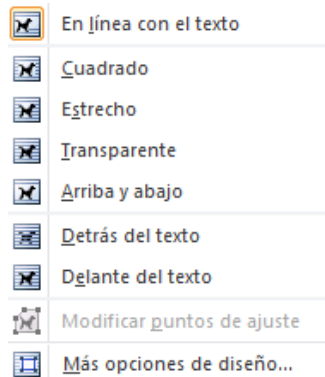 En línea con el texto
Cuadrado
Estrecho
Transparente
Arriba y abajo
Detrás del texto
Delante del texto
Modificar puntos de ajuste
Más opciones de diseño...